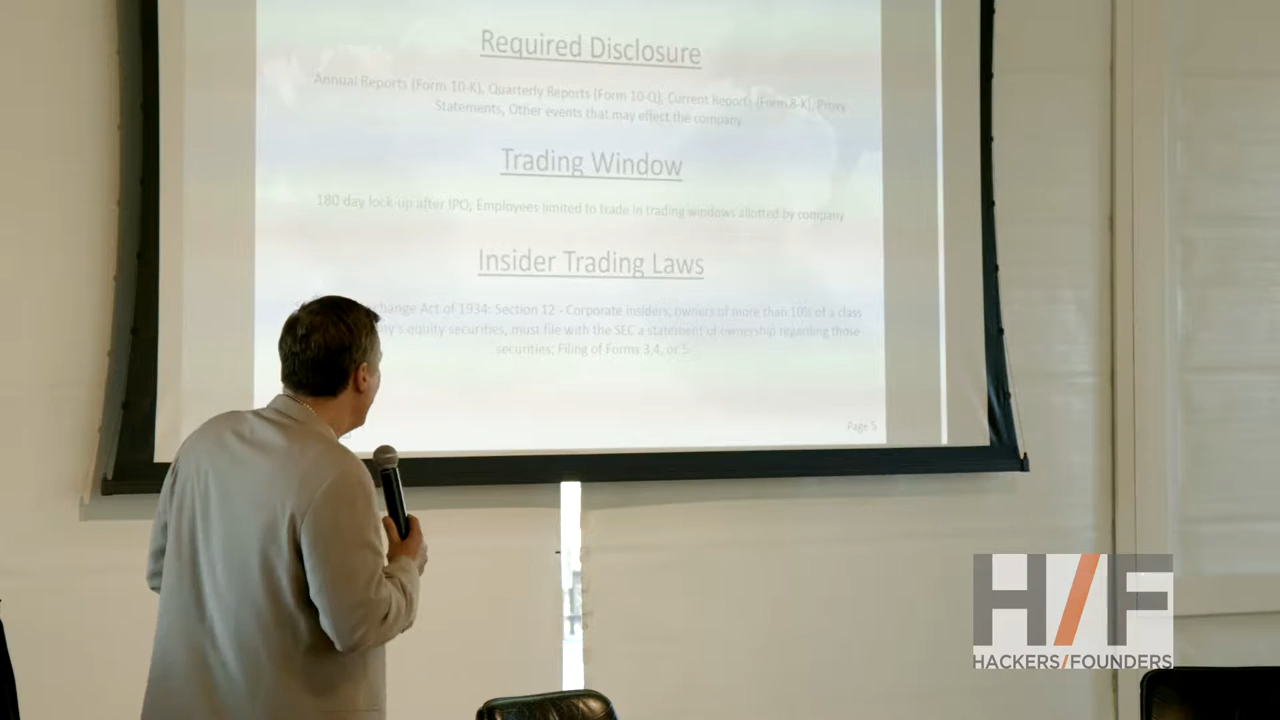 Required Disclosure
Annual Reports (Form 10-K), Quarterly Reports (Form 10-Q); Current Reports (Form 8-K), Proxy
Statements, Other events that may effect the company
Trading Window
180 day lock-up after IPO; Employees limited to trade in trading windows allotted by company
Insider Trading Laws
change Act of 1934: Section 12 - Corporate insiders, owners of more than 10% of a class
y's equity securities, must file with the SEC a statement of ownership regarding those
securities; Filing of Forms 3,4, or 5
Page 5
H/F
HACKERS/FOUNDERS